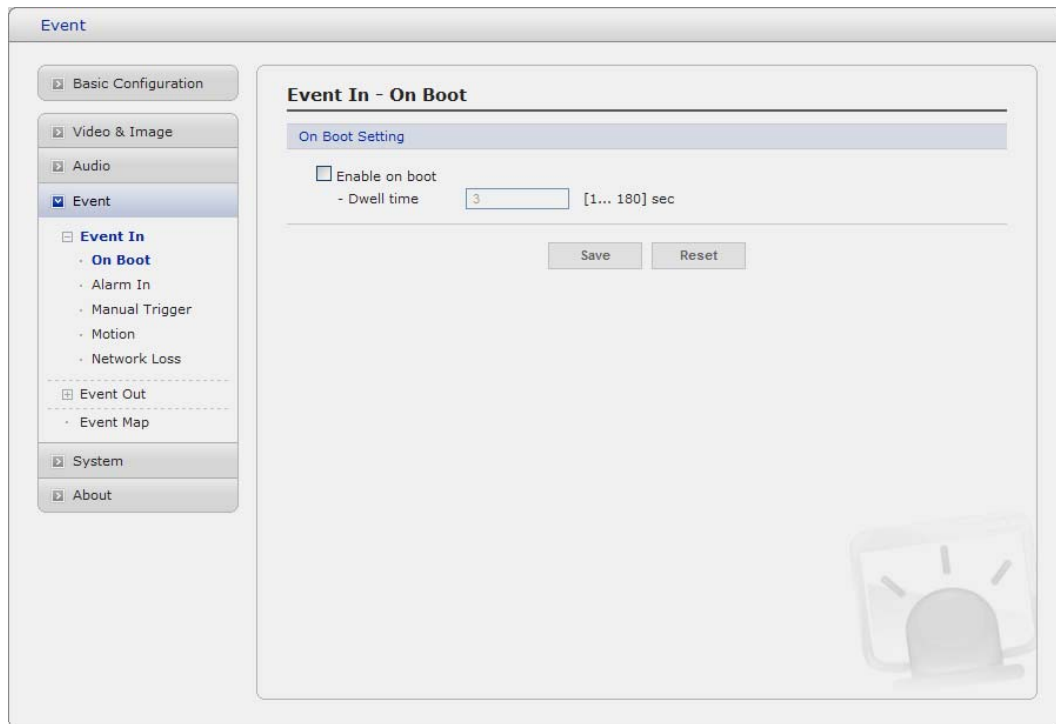 Event
Basic Configuration
Video & Image
Audio
Event
Event In
On Boot
Alarm In
Manual Trigger
Motion
Network Loss
Event Out
Event Map
System
About
Event In - On Boot
On Boot Setting
Enable on boot
- Dwell time 3 [1... 180] sec
Save Reset